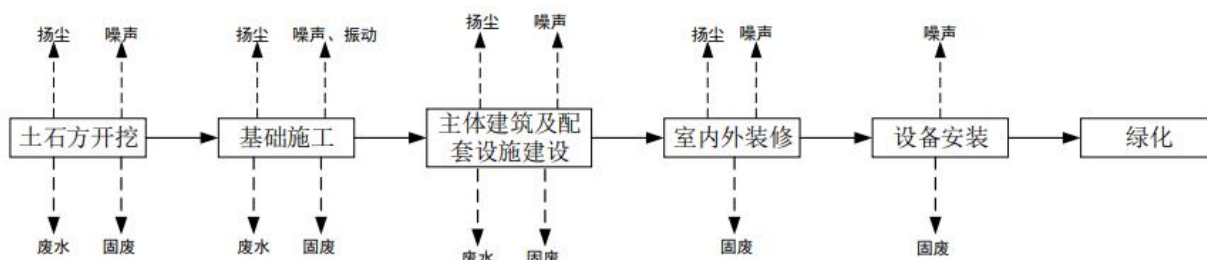 扬尘 噪声
扬尘 噪声、振动
扬尘 噪声
扬尘 噪声
噪声
土石方开挖
基础施工
主体建筑及配
套设施建设
室内外装修
设备安装
绿化
废水 固废
废水 固废
废水 固废
固废
固废